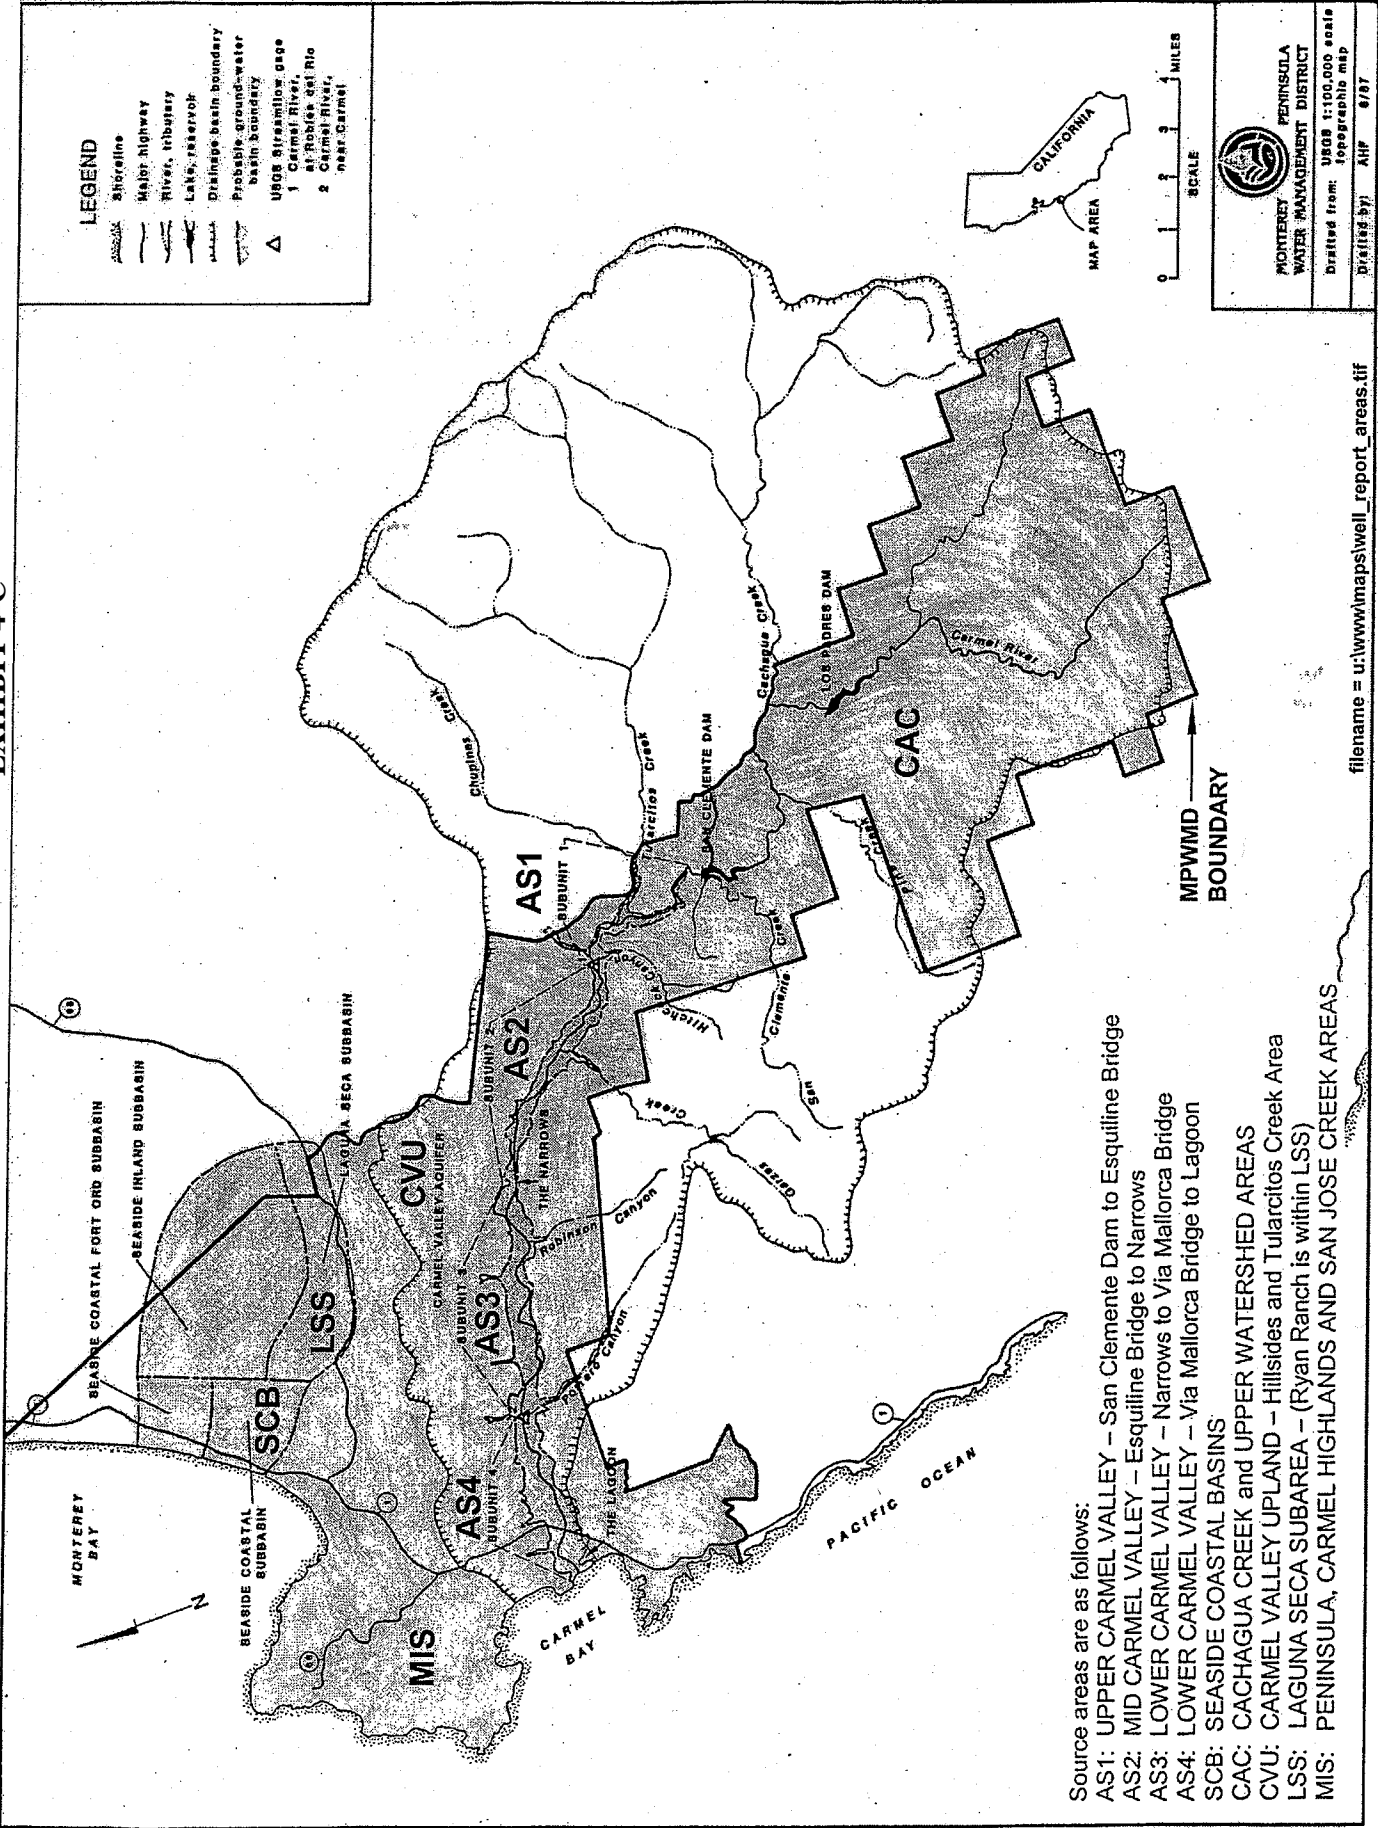 EXHIBIT 4-C
LEGEND
Shoreline
Major highway
River, tributary
Lake, reservoir
Drainage basin boundary
Probable ground-water
basin boundary
USGS Streamflow gage
1 Carmel River,
at Robles del Rio
2 Carmel River,
near Carmel
MONTEREY
BAY
N
SEASIDE COASTAL FORT ORD SUBBASIN
SEASIDE INLAND SUBBASIN
LAGUNA SECA SUBBASIN
SEASIDE COASTAL
SUBBASIN
68
1
1
68
1
SCB
LSS
MIS
CVU
CARMEL VALLEY AQUIFER
AS4
SUBUNIT 4
AS3
SUBUNIT 3
AS2
SUBUNIT 2
AS1
SUBUNIT 1
THE NARROWS
THE LAGOON
CARMEL
BAY
PACIFIC OCEAN
Potrero Canyon
Robinson Canyon
Garzas Creek
Hitchcock Canyon
San Clemente Creek
Pine Creek
Chupines Creek
Tularcitos Creek
SAN CLEMENTE DAM
Cachagua Creek
LOS PADRES DAM
Carmel River
CAC
MPWMD
BOUNDARY
CALIFORNIA
MAP AREA
0 1 2 3 4 MILES
SCALE
MONTEREY PENINSULA
WATER MANAGEMENT DISTRICT
Drafted from: USGS 1:100,000 scale
topographic map
Drafted by: AHF 6/87
Source areas are as follows:
AS1: UPPER CARMEL VALLEY – San Clemente Dam to Esquiline Bridge
AS2: MID CARMEL VALLEY – Esquiline Bridge to Narrows
AS3: LOWER CARMEL VALLEY – Narrows to Via Mallorca Bridge
AS4: LOWER CARMEL VALLEY – Via Mallorca Bridge to Lagoon
SCB: SEASIDE COASTAL BASINS
CAC: CACHAGUA CREEK and UPPER WATERSHED AREAS
CVU: CARMEL VALLEY UPLAND – Hillsides and Tularcitos Creek Area
LSS: LAGUNA SECA SUBAREA – (Ryan Ranch is within LSS)
MIS: PENINSULA, CARMEL HIGHLANDS AND SAN JOSE CREEK AREAS
filename = u:\www\maps\well_report_areas.tif